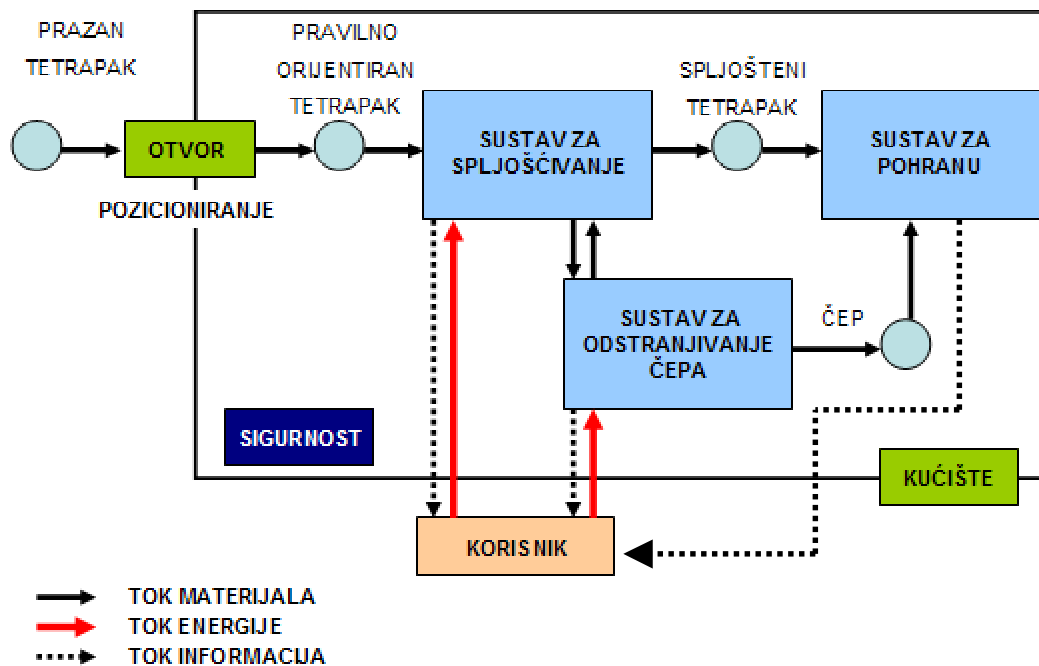 PRAZAN
TETRAPAK
PRAVILNO
ORIJENTIRAN
TETRAPAK
SPLJOŠTENI
TETRAPAK
OTVOR
POZICIONIRANJE
SUSTAV ZA
SPLJOŠĆIVANJE
SUSTAV ZA
POHRANU
SUSTAV ZA
ODSTRANJIVANJE
ČEPA
ČEP
SIGURNOST
KUĆIŠTE
KORISNIK
TOK MATERIJALA
TOK ENERGIJE
TOK INFORMACIJA